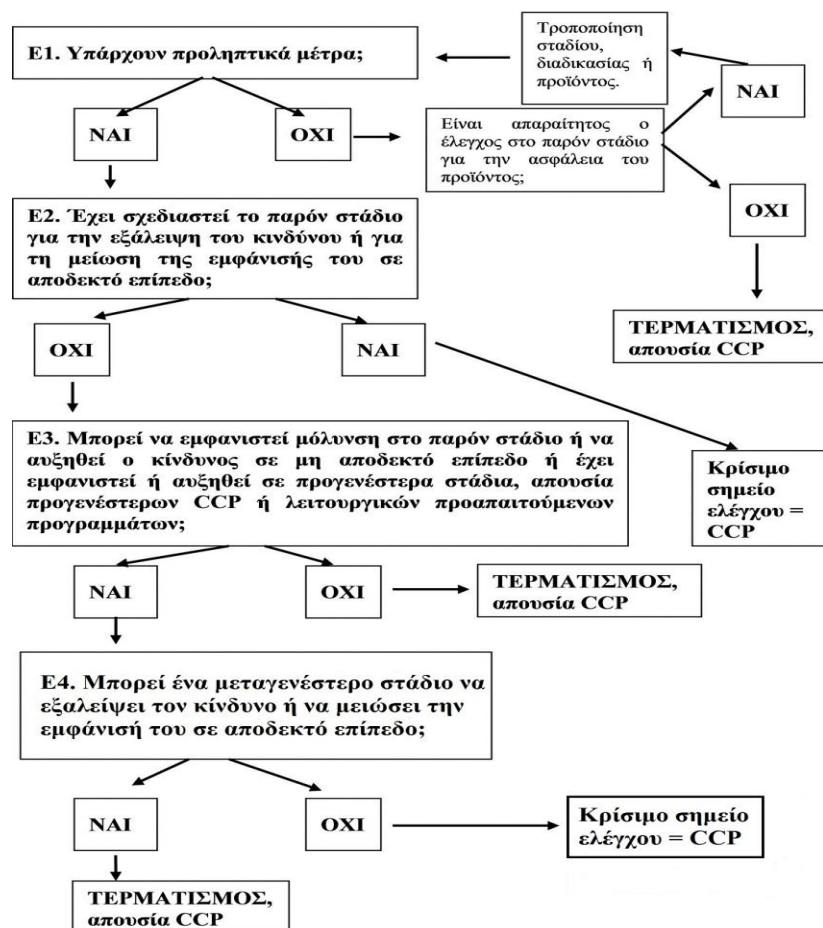 Τροποποίηση
σταδίου,
διαδικασίας ή
προϊόντος.
Ε1. Υπάρχουν προληπτικά μέτρα;
ΝΑΙ
ΝΑΙ
ΟΧΙ
Είναι απαραίτητος ο
έλεγχος στο παρόν στάδιο
για την ασφάλεια του
προϊόντος;
ΟΧΙ
Ε2. Έχει σχεδιαστεί το παρόν στάδιο
για την εξάλειψη του κινδύνου ή για
τη μείωση της εμφάνισής του σε
αποδεκτό επίπεδο;
ΤΕΡΜΑΤΙΣΜΟΣ,
απουσία CCP
ΟΧΙ
ΝΑΙ
Ε3. Μπορεί να εμφανιστεί μόλυνση στο παρόν στάδιο ή να
αυξηθεί ο κίνδυνος σε μη αποδεκτό επίπεδο ή έχει
εμφανιστεί ή αυξηθεί σε προγενέστερα στάδια, απουσία
προγενέστερων CCP ή λειτουργικών προαπαιτούμενων
προγραμμάτων;
Κρίσιμο
σημείο
ελέγχου =
CCP
ΝΑΙ
ΟΧΙ
ΤΕΡΜΑΤΙΣΜΟΣ,
απουσία CCP
Ε4. Μπορεί ένα μεταγενέστερο στάδιο να
εξαλείψει τον κίνδυνο ή να μειώσει την
εμφάνισή του σε αποδεκτό επίπεδο;
ΝΑΙ
ΟΧΙ
Κρίσιμο σημείο
ελέγχου = CCP
ΤΕΡΜΑΤΙΣΜΟΣ,
απουσία CCP